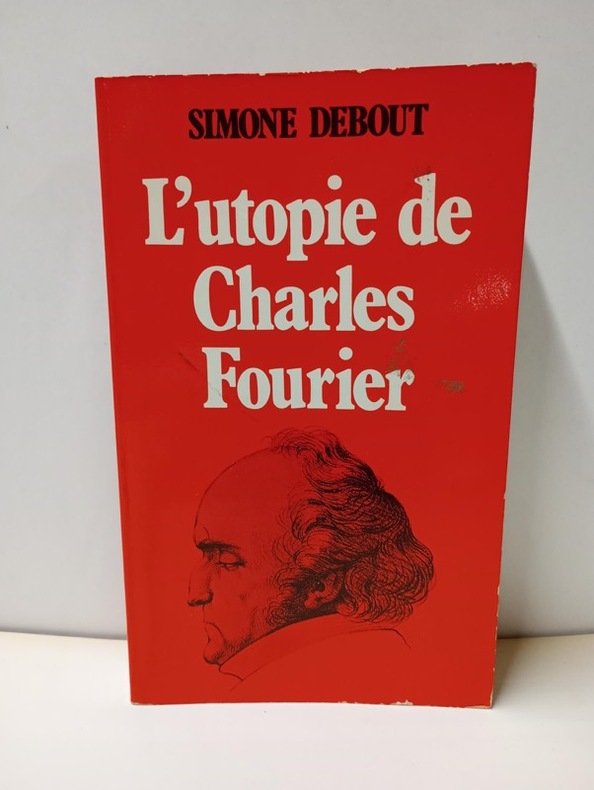 SIMONE DEBOUT
L'utopie de
Charles
Fourier